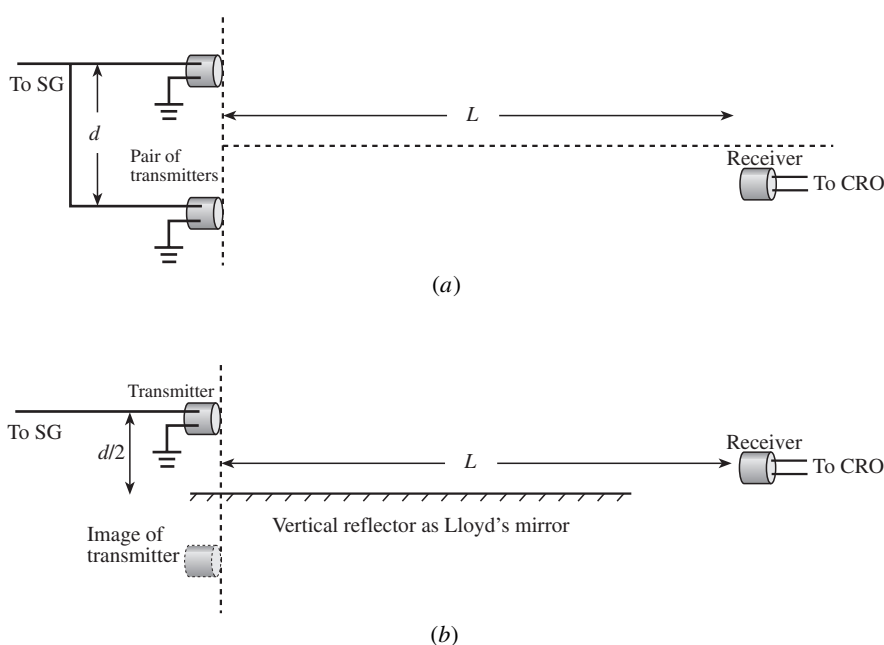 To SG
d
L
Pair of
transmitters
Receiver
To CRO
(a)
Transmitter
To SG
d/2
L
Receiver
To CRO
Vertical reflector as Lloyd's mirror
Image of
transmitter
(b)